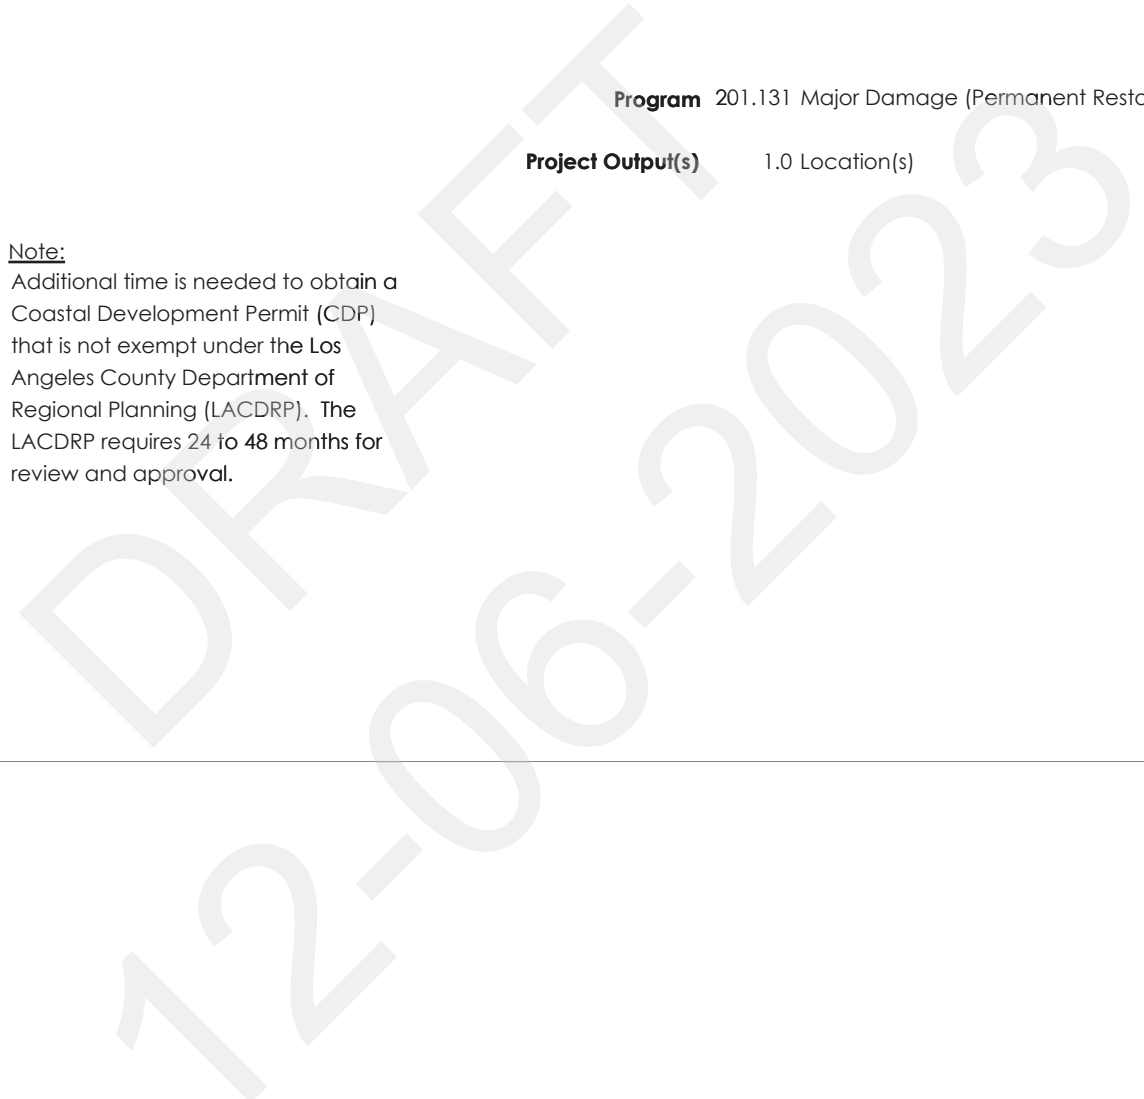 Program 201.131 Major Damage (Permanent
Project Output(s) 1.0 Location(s)
Note:
Additional time is needed to obtain a
Coastal Development Permit (CDP)
that is not exempt under the Los
Angeles County Department of
Regional Planning (LACDRP). The
LACDRP requires 24 to 48 months for
review and approval.
DRAFT
12-06-2023